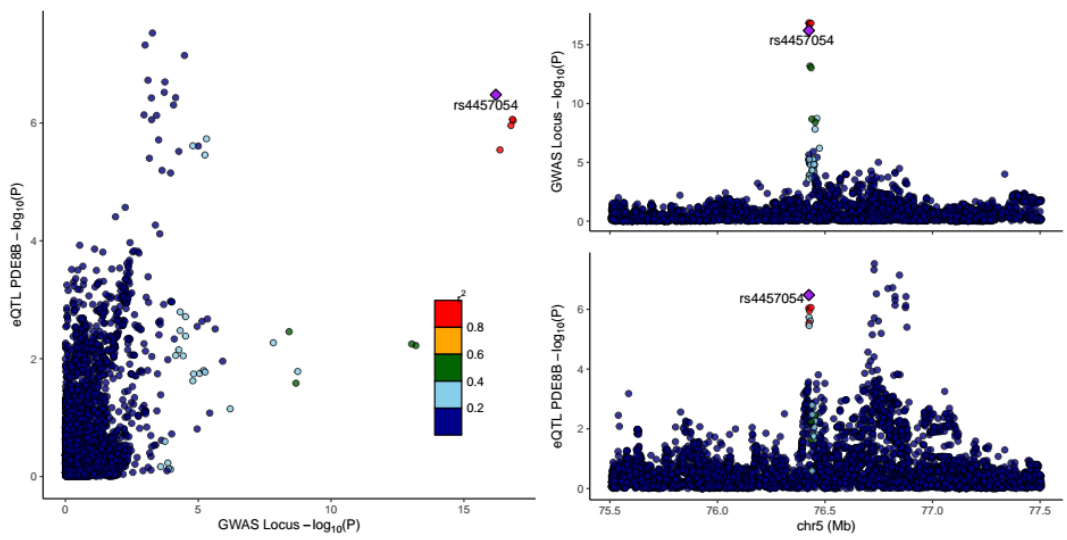 eQTL PDE8B −log10(P)
6
4
2
0
0
5
10
15
GWAS Locus −log10(P)
rs4457054
r2
0.8
0.6
0.4
0.2
GWAS Locus −log10(P)
15
10
5
0
rs4457054
eQTL PDE8B −log10(P)
6
4
2
0
rs4457054
75.5
76.0
76.5
77.0
77.5
chr5 (Mb)